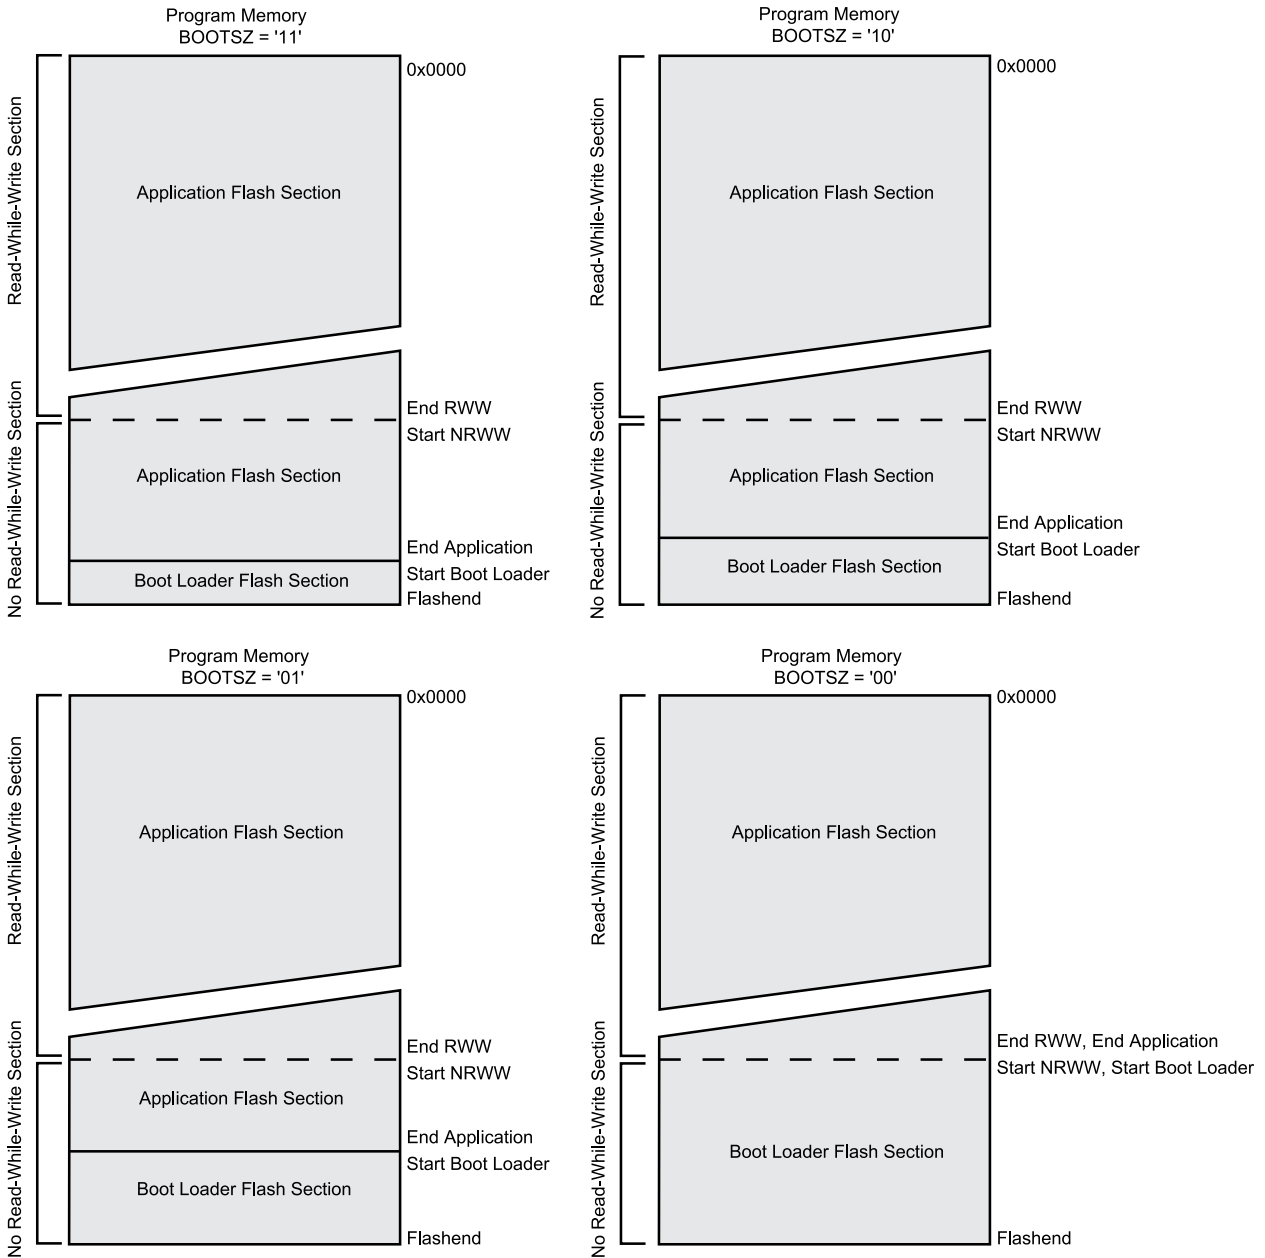 Program Memory
BOOTSZ = '11'
0x0000
Read-While-Write Section
Application Flash Section
End RWW
Start NRWW
No Read-While-Write Section
Application Flash Section
End Application
Start Boot Loader
Boot Loader Flash Section
Flashend
Program Memory
BOOTSZ = '10'
0x0000
Read-While-Write Section
Application Flash Section
End RWW
Start NRWW
No Read-While-Write Section
Application Flash Section
End Application
Start Boot Loader
Boot Loader Flash Section
Flashend
Program Memory
BOOTSZ = '01'
0x0000
Read-While-Write Section
Application Flash Section
End RWW
Start NRWW
No Read-While-Write Section
Application Flash Section
End Application
Start Boot Loader
Boot Loader Flash Section
Flashend
Program Memory
BOOTSZ = '00'
0x0000
Read-While-Write Section
Application Flash Section
End RWW, End Application
Start NRWW, Start Boot Loader
No Read-While-Write Section
Boot Loader Flash Section
Flashend